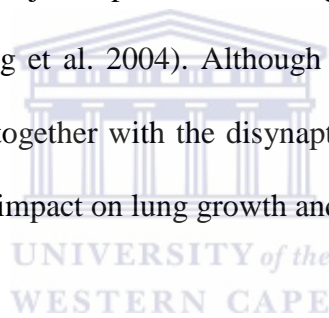 g et al. 2004). Although
together with the disynapt
impact on lung growth and
UNIVERSITY of the
WESTERN CAPE